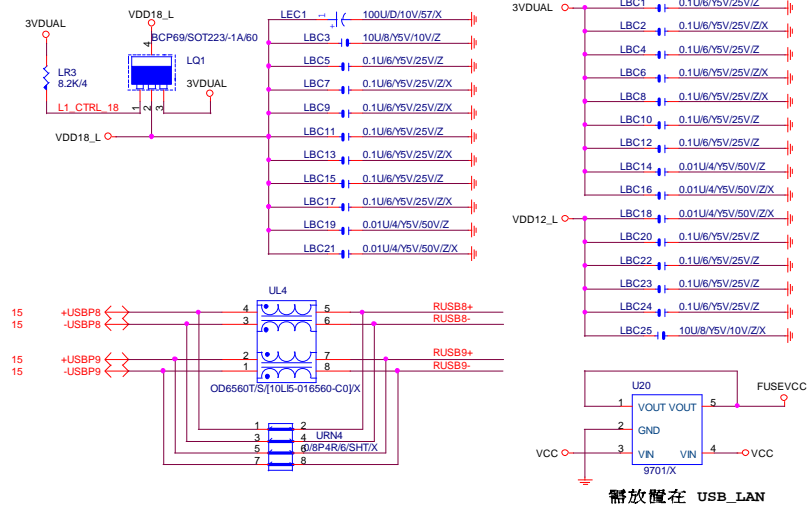 VDD18_L
3VDUAL
4
BCP69/SOT223/-1A/60
LQ1
LR3
8.2K/4
3VDUAL
L1_CTRL_18
1
2
3
VDD18_L
LEC1 1 100U/D/10V/57/X
LBC3 10U/8/Y5V/10V/Z
LBC5 0.1U/6/Y5V/25V/Z
LBC7 0.1U/6/Y5V/25V/Z/X
LBC9 0.1U/6/Y5V/25V/Z/X
LBC11 0.1U/6/Y5V/25V/Z
LBC13 0.1U/6/Y5V/25V/Z/X
LBC15 0.1U/6/Y5V/25V/Z
LBC17 0.1U/6/Y5V/25V/Z/X
LBC19 0.01U/4/Y5V/50V/Z
LBC21 0.01U/4/Y5V/50V/Z/X
3VDUAL
LBC1 0.1U/6/Y5V/25V/Z
LBC2 0.1U/6/Y5V/25V/Z/X
LBC4 0.1U/6/Y5V/25V/Z
LBC6 0.1U/6/Y5V/25V/Z/X
LBC8 0.1U/6/Y5V/25V/Z/X
LBC10 0.1U/6/Y5V/25V/Z
LBC12 0.1U/6/Y5V/25V/Z
LBC14 0.01U/4/Y5V/50V/Z
LBC16 0.01U/4/Y5V/50V/Z/X
VDD12_L
LBC18 0.01U/4/Y5V/50V/Z/X
LBC20 0.1U/6/Y5V/25V/Z
LBC22 0.1U/6/Y5V/25V/Z
LBC23 0.1U/6/Y5V/25V/Z
LBC24 0.1U/6/Y5V/25V/Z
LBC25 10U/8/Y5V/10V/Z/X
UL4
15 +USBP8 4 5 RUSB8+
15 -USBP8 3 6 RUSB8-
15 +USBP9 2 7 RUSB9+
15 -USBP9 1 8 RUSB9-
OD6560T/S/[10LI5-016560-C0]/X
1 2
3 4
URN4
5 6
0/8P4R/6/SHT/X
7 8
U20
FUSEVCC
1 VOUT VOUT 5
2 GND
VCC 3 VIN VIN 4 VCC
9701/X
放 在 USB_LAN